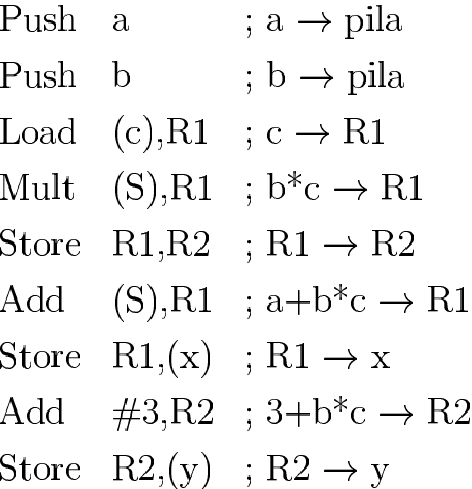 Push a ; a → pila
Push b ; b → pila
Load (c),R1 ; c → R1
Mult (S),R1 ; b*c → R1
Store R1,R2 ; R1 → R2
Add (S),R1 ; a+b*c → R1
Store R1,(x) ; R1 → x
Add #3,R2 ; 3+b*c → R2
Store R2,(y) ; R2 → y